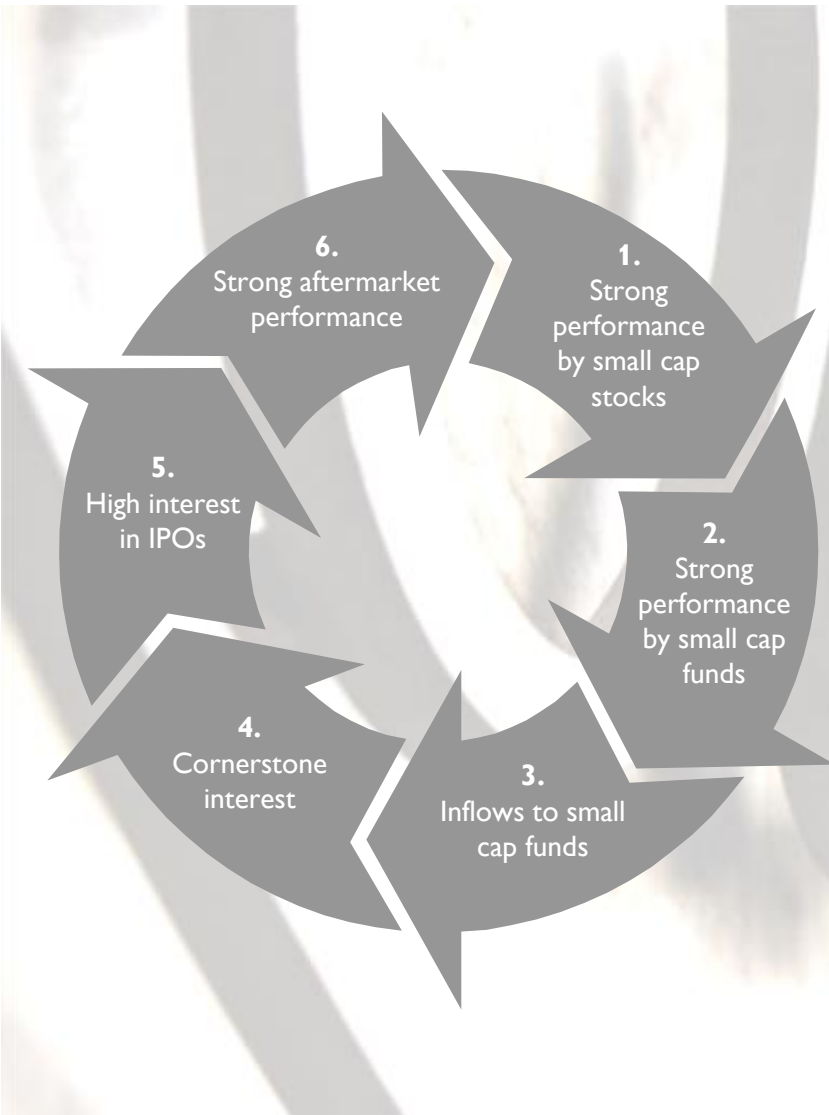 1.
Strong
performance
by small cap
stocks
2.
Strong
performance
by small cap
funds
3.
Inflows to small
cap funds
4.
Cornerstone
interest
5.
High interest
in IPOs
6.
Strong aftermarket
performance